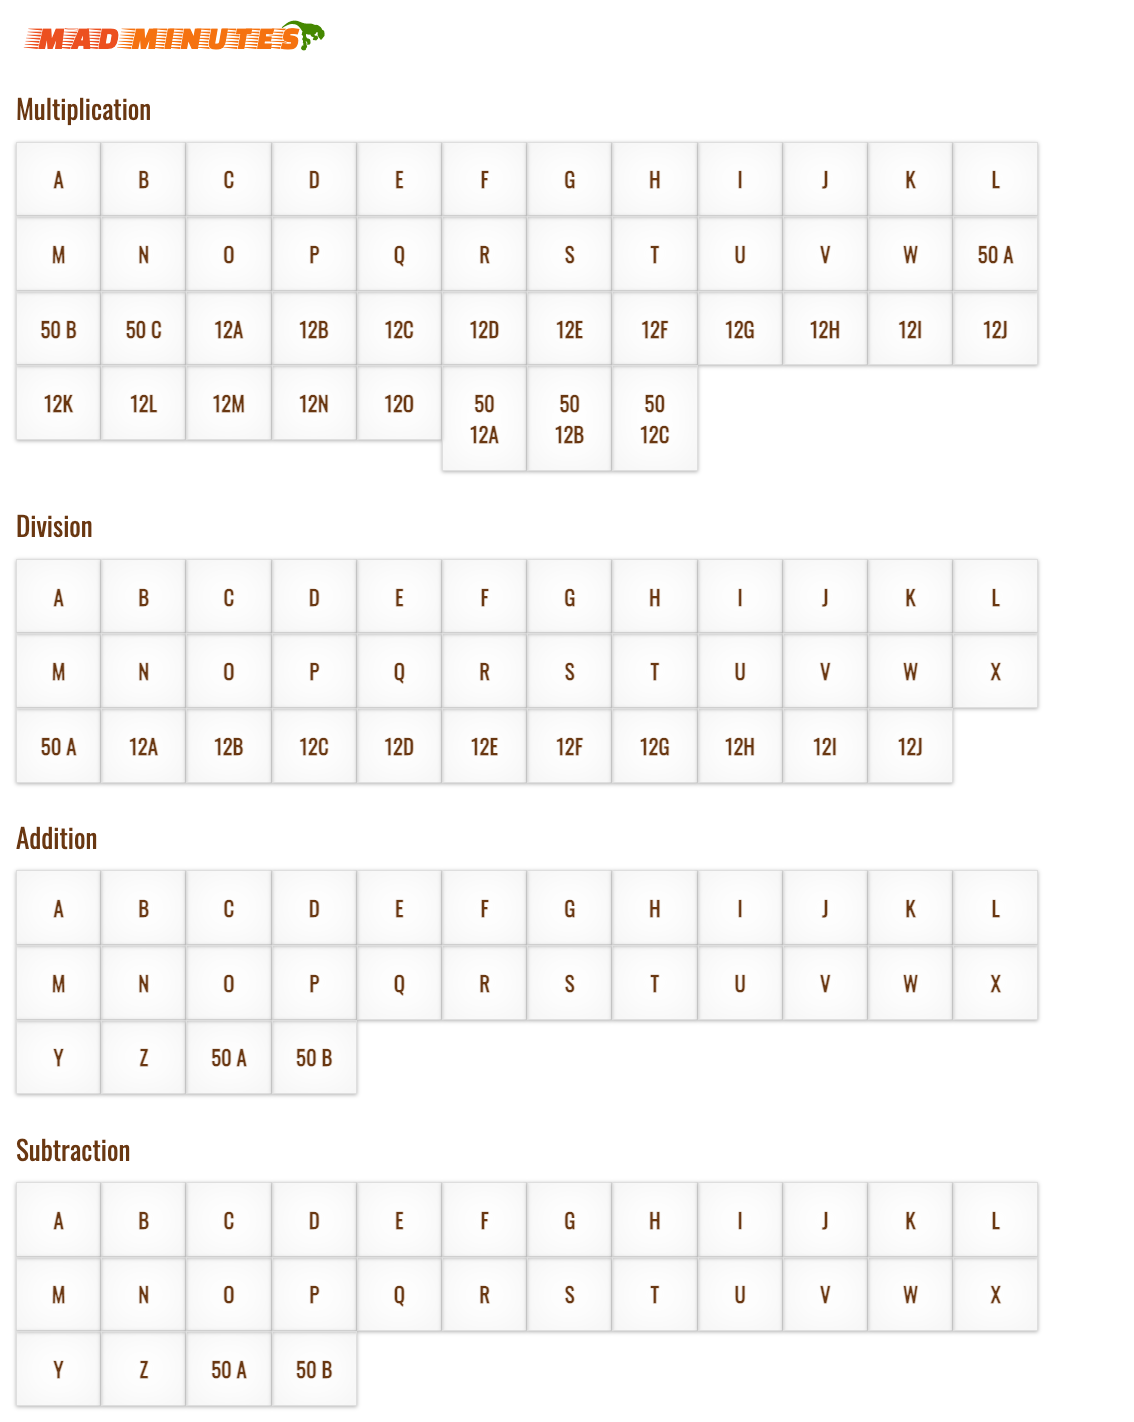 MAD MINUTES
Multiplication
A B C D E F G H I J K L
M N O P Q R S T U V W 50 A
50 B 50 C 12A 12B 12C 12D 12E 12F 12G 12H 12I 12J
12K 12L 12M 12N 12O 50 50 50
12A 12B 12C
Division
A B C D E F G H I J K L
M N O P Q R S T U V W X
50 A 12A 12B 12C 12D 12E 12F 12G 12H 12I 12J
Addition
A B C D E F G H I J K L
M N O P Q R S T U V W X
Y Z 50 A 50 B
Subtraction
A B C D E F G H I J K L
M N O P Q R S T U V W X
Y Z 50 A 50 B